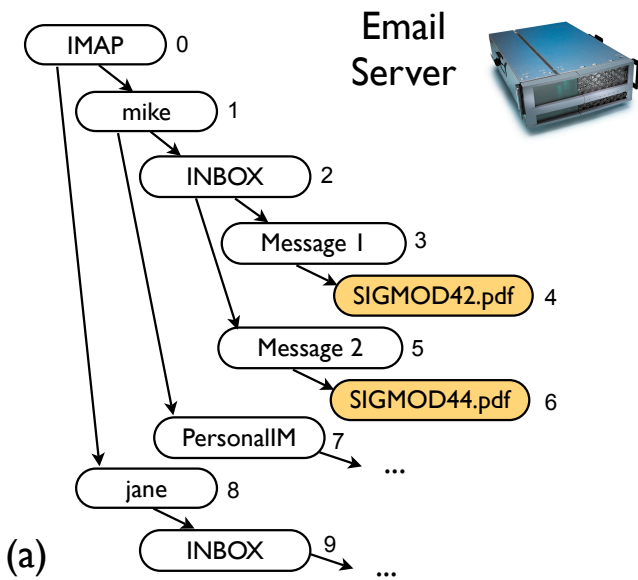 Email
Server
IMAP 0
mike 1
INBOX 2
Message 1 3
SIGMOD42.pdf 4
Message 2 5
SIGMOD44.pdf 6
PersonalIM 7
...
jane 8
INBOX 9
...
(a)